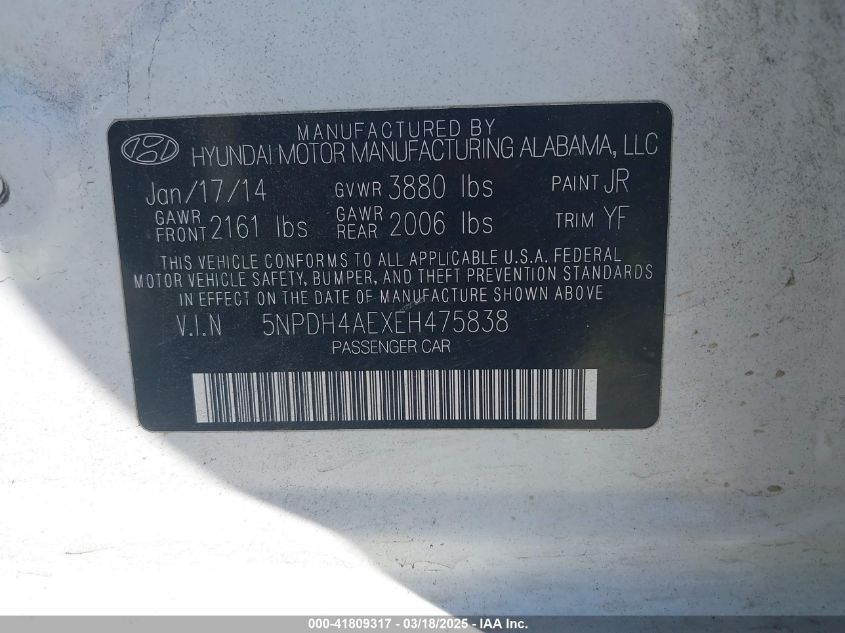 MANUFACTURED BY
HYUNDAI MOTOR MANUFACTURING ALABAMA, LLC
Jan/17/14 GVWR 3880 lbs PAINT JR
GAWR FRONT 2161 lbs GAWR REAR 2006 lbs TRIM YF
THIS VEHICLE CONFORMS TO ALL APPLICABLE U.S.A. FEDERAL
MOTOR VEHICLE SAFETY, BUMPER, AND THEFT PREVENTION STANDARDS
IN EFFECT ON THE DATE OF MANUFACTURE SHOWN ABOVE
V.I.N 5NPDH4AEXEH475838
PASSENGER CAR
000-41809317 | 03/18/2025 - IAA, Inc.